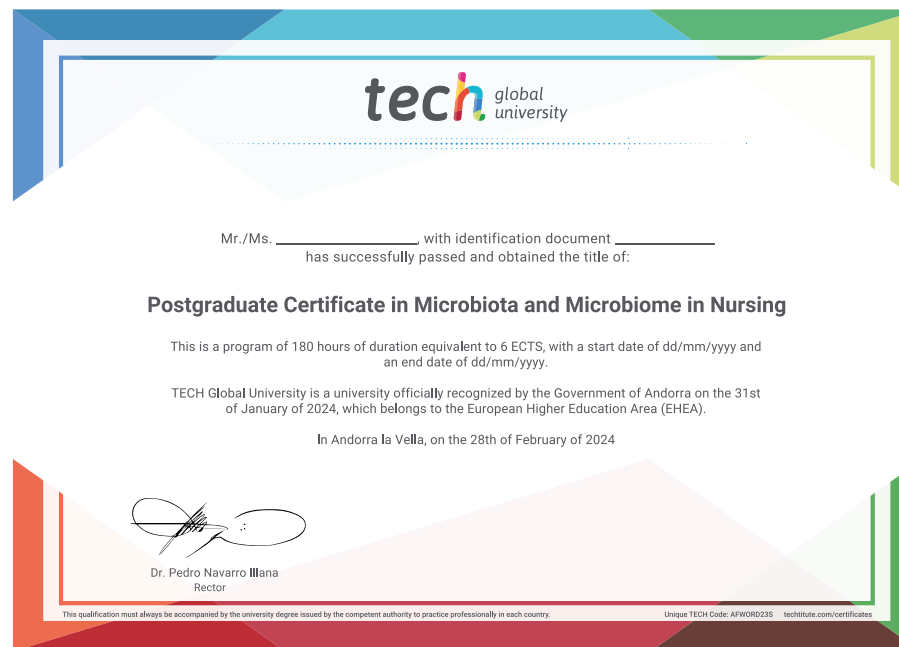 tech global
university
Mr./Ms. ____________, with identification document ____________
has successfully passed and obtained the title of:
Postgraduate Certificate in Microbiota and Microbiome in Nursing
This is a program of 180 hours of duration equivalent to 6 ECTS, with a start date of dd/mm/yyyy and
an end date of dd/mm/yyyy.
TECH Global University is a university officially recognized by the Government of Andorra on the 31st
of January of 2024, which belongs to the European Higher Education Area (EHEA).
In Andorra la Vella, on the 28th of February of 2024
Dr. Pedro Navarro Illana
Rector
This qualification must always be accompanied by the university degree issued by the competent authority to practice professionally in each country. Unique TECH Code: AFWORD23S techtitute.com/certificates